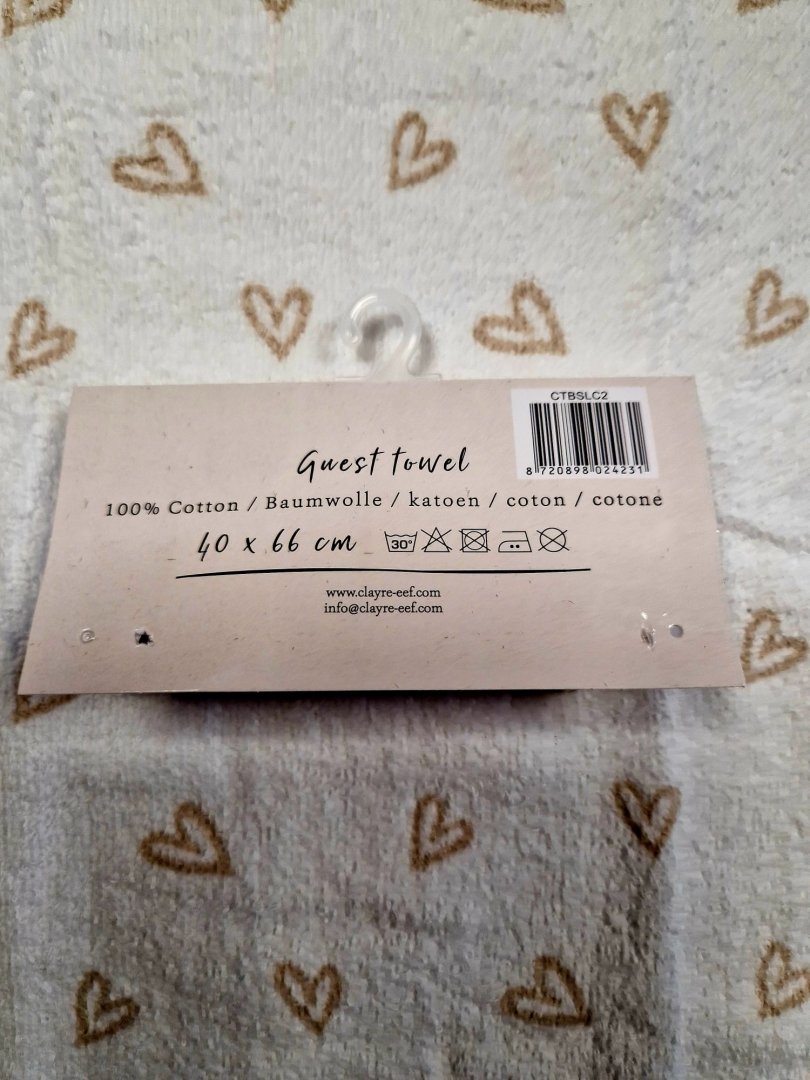 CTBSLC2
8 720898 024231
Guest towel
100% Cotton / Baumwolle / katoen / coton / cotone
40 x 66 cm 30°
www.clayre-eef.com
info@clayre-eef.com